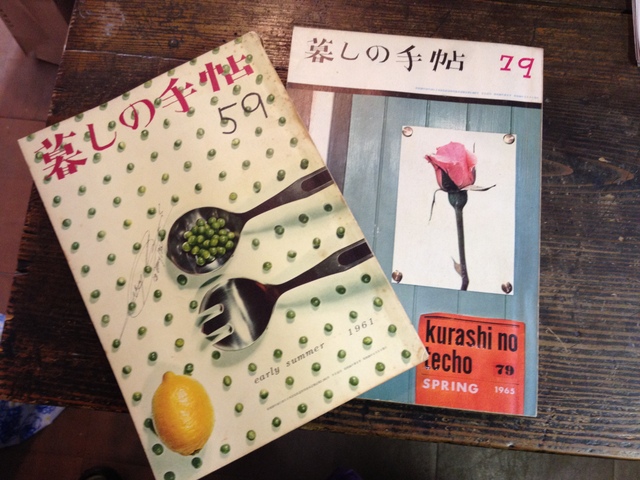 暮しの手帖
59
early summer 1961
暮しの手帖 79
kurashi no
techo 79
SPRING 1965